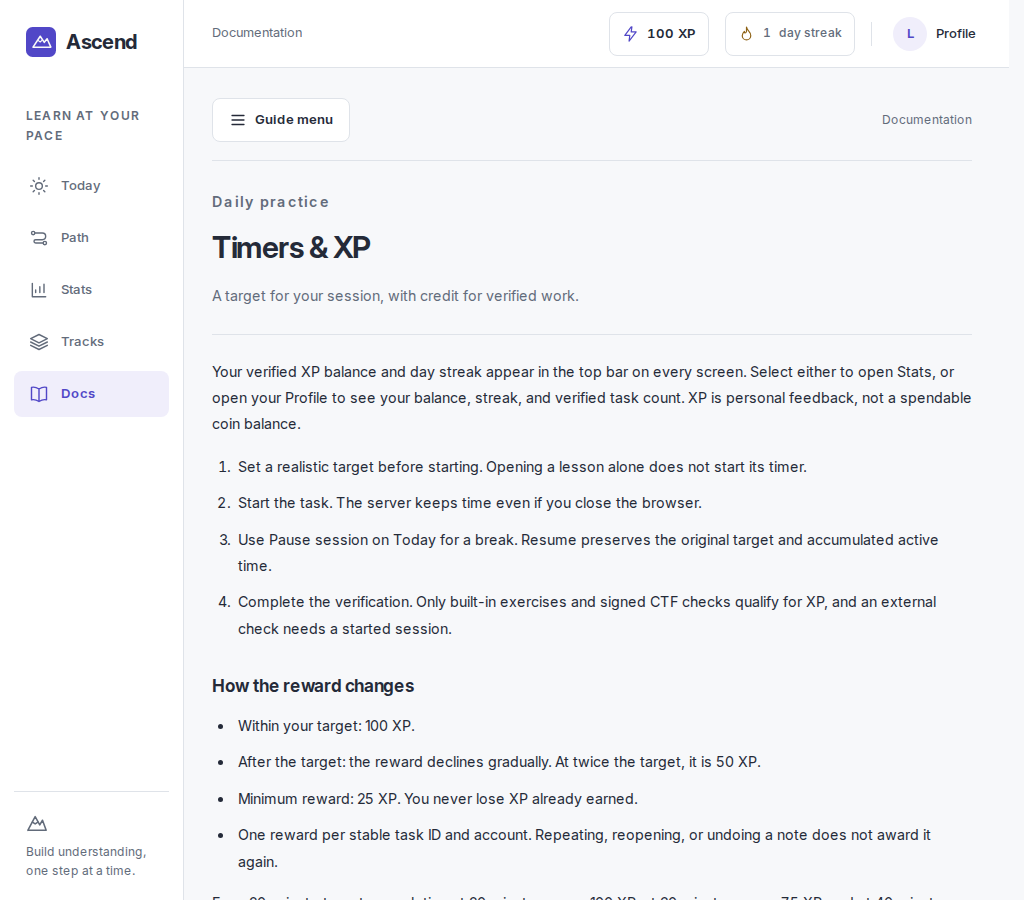 Ascend
Documentation
100 XP
1 day streak
L
Profile
LEARN AT YOUR
PACE
Today
Path
Stats
Tracks
Docs
Build understanding,
one step at a time.
Guide menu
Documentation
Daily practice
Timers & XP
A target for your session, with credit for verified work.
Your verified XP balance and day streak appear in the top bar on every screen. Select either to open Stats, or
open your Profile to see your balance, streak, and verified task count. XP is personal feedback, not a spendable
coin balance.
1. Set a realistic target before starting. Opening a lesson alone does not start its timer.
2. Start the task. The server keeps time even if you close the browser.
3. Use Pause session on Today for a break. Resume preserves the original target and accumulated active
time.
4. Complete the verification. Only built-in exercises and signed CTF checks qualify for XP, and an external
check needs a started session.
How the reward changes
• Within your target: 100 XP.
• After the target: the reward declines gradually. At twice the target, it is 50 XP.
• Minimum reward: 25 XP. You never lose XP already earned.
• One reward per stable task ID and account. Repeating, reopening, or undoing a note does not award it
again.